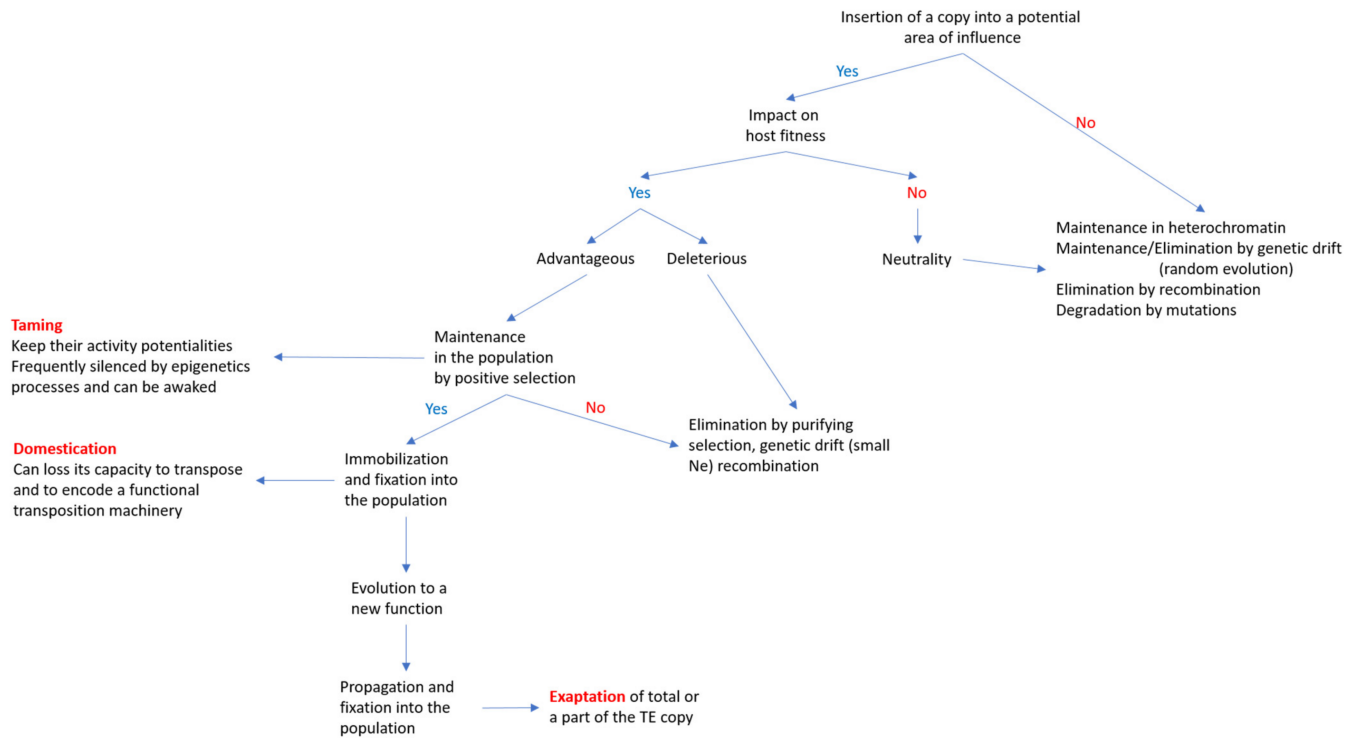 Insertion of a copy into a potential
area of influence
Yes
No
Impact on
host fitness
Yes
No
Advantageous
Deleterious
Neutrality
Maintenance in heterochromatin
Maintenance/Elimination by genetic drift
(random evolution)
Elimination by recombination
Degradation by mutations
Taming
Keep their activity potentialities
Frequently silenced by epigenetics
processes and can be awaked
Maintenance
in the population
by positive selection
Yes
No
Elimination by purifying
selection, genetic drift (small
Ne) recombination
Domestication
Can loss its capacity to transpose
and to encode a functional
transposition machinery
Immobilization
and fixation into
the population
Evolution to a
new function
Propagation and
fixation into the
population
Exaptation of total or
a part of the TE copy